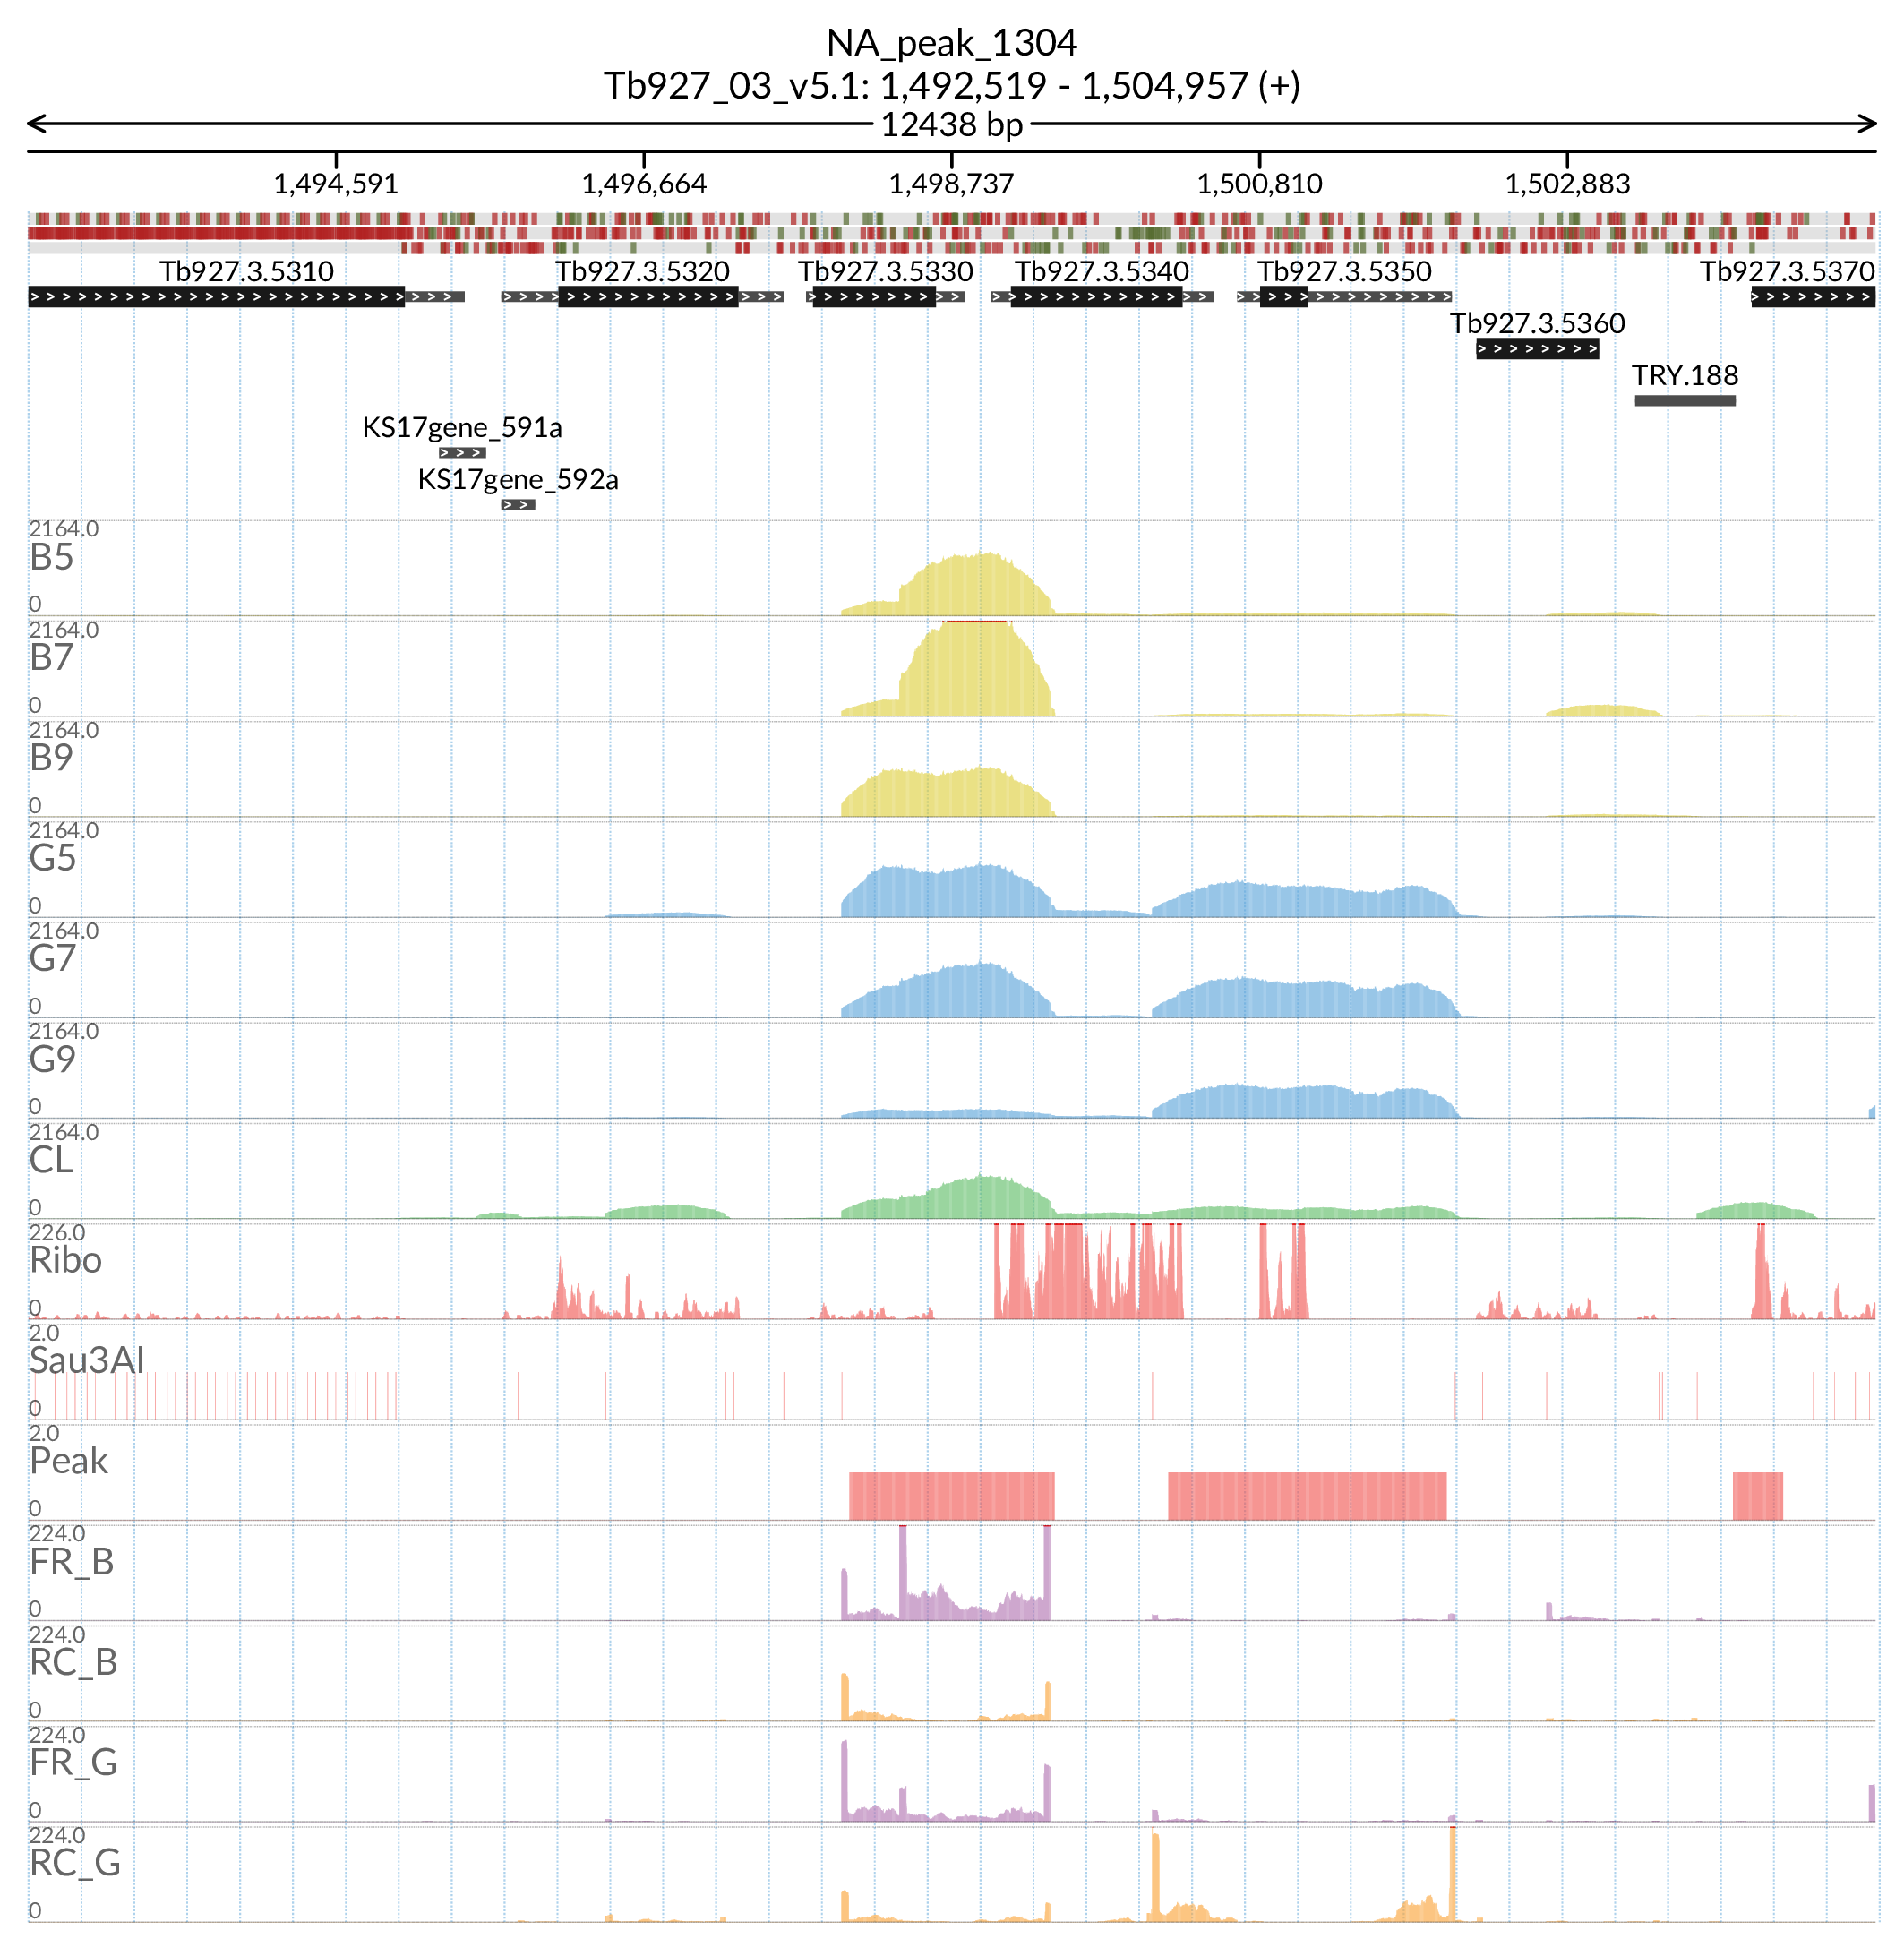 NA_peak_1304
Tb927_03_v5.1: 1,492,519 - 1,504,957 (+)
12438 bp
1,494,591 1,496,664 1,498,737 1,500,810 1,502,883
Tb927.3.5310 Tb927.3.5320 Tb927.3.5330 Tb927.3.5340 Tb927.3.5350 Tb927.3.5370
Tb927.3.5360
TRY.188
KS17gene_591a
KS17gene_592a
2164.0
B5
0
2164.0
B7
0
2164.0
B9
0
2164.0
G5
0
2164.0
G7
0
2164.0
G9
0
2164.0
CL
0
226.0
Ribo
0
2.0
Sau3AI
0
2.0
Peak
0
224.0
FR_B
0
224.0
RC_B
0
224.0
FR_G
0
224.0
RC_G
0